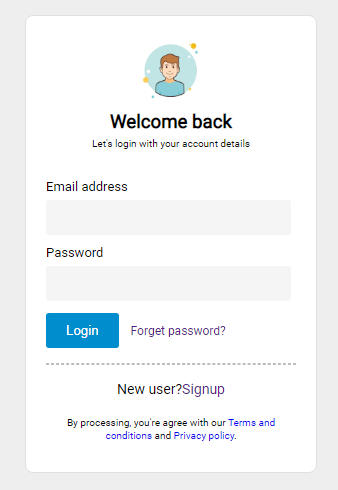 Welcome back
Let's login with your account details
Email address
Password
Login
Forget password?
New user?Signup
By processing, you're agree with our Terms and
conditions and Privacy policy.